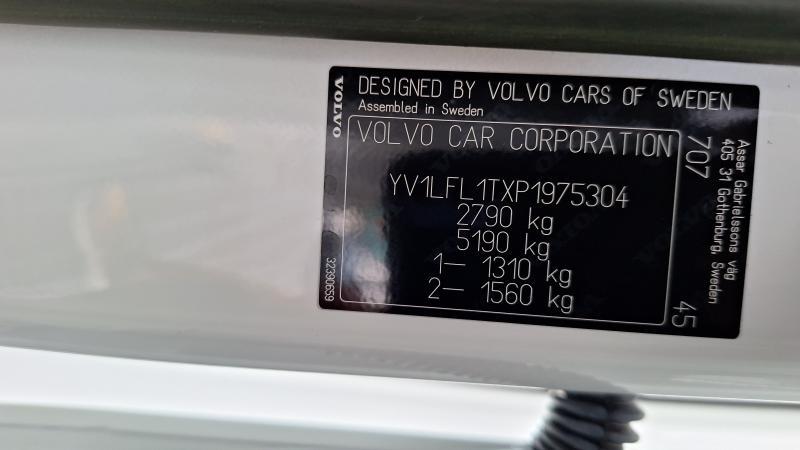 VOLVO
DESIGNED BY VOLVO CARS OF SWEDEN
Assembled in Sweden
VOLVO CAR CORPORATION
YV1LFL1TXP1975304
2790 kg
5190 kg
1– 1310 kg
2– 1560 kg
707
45
Assar Gabrielssons väg
405 31 Gothenburg, Sweden
32390659